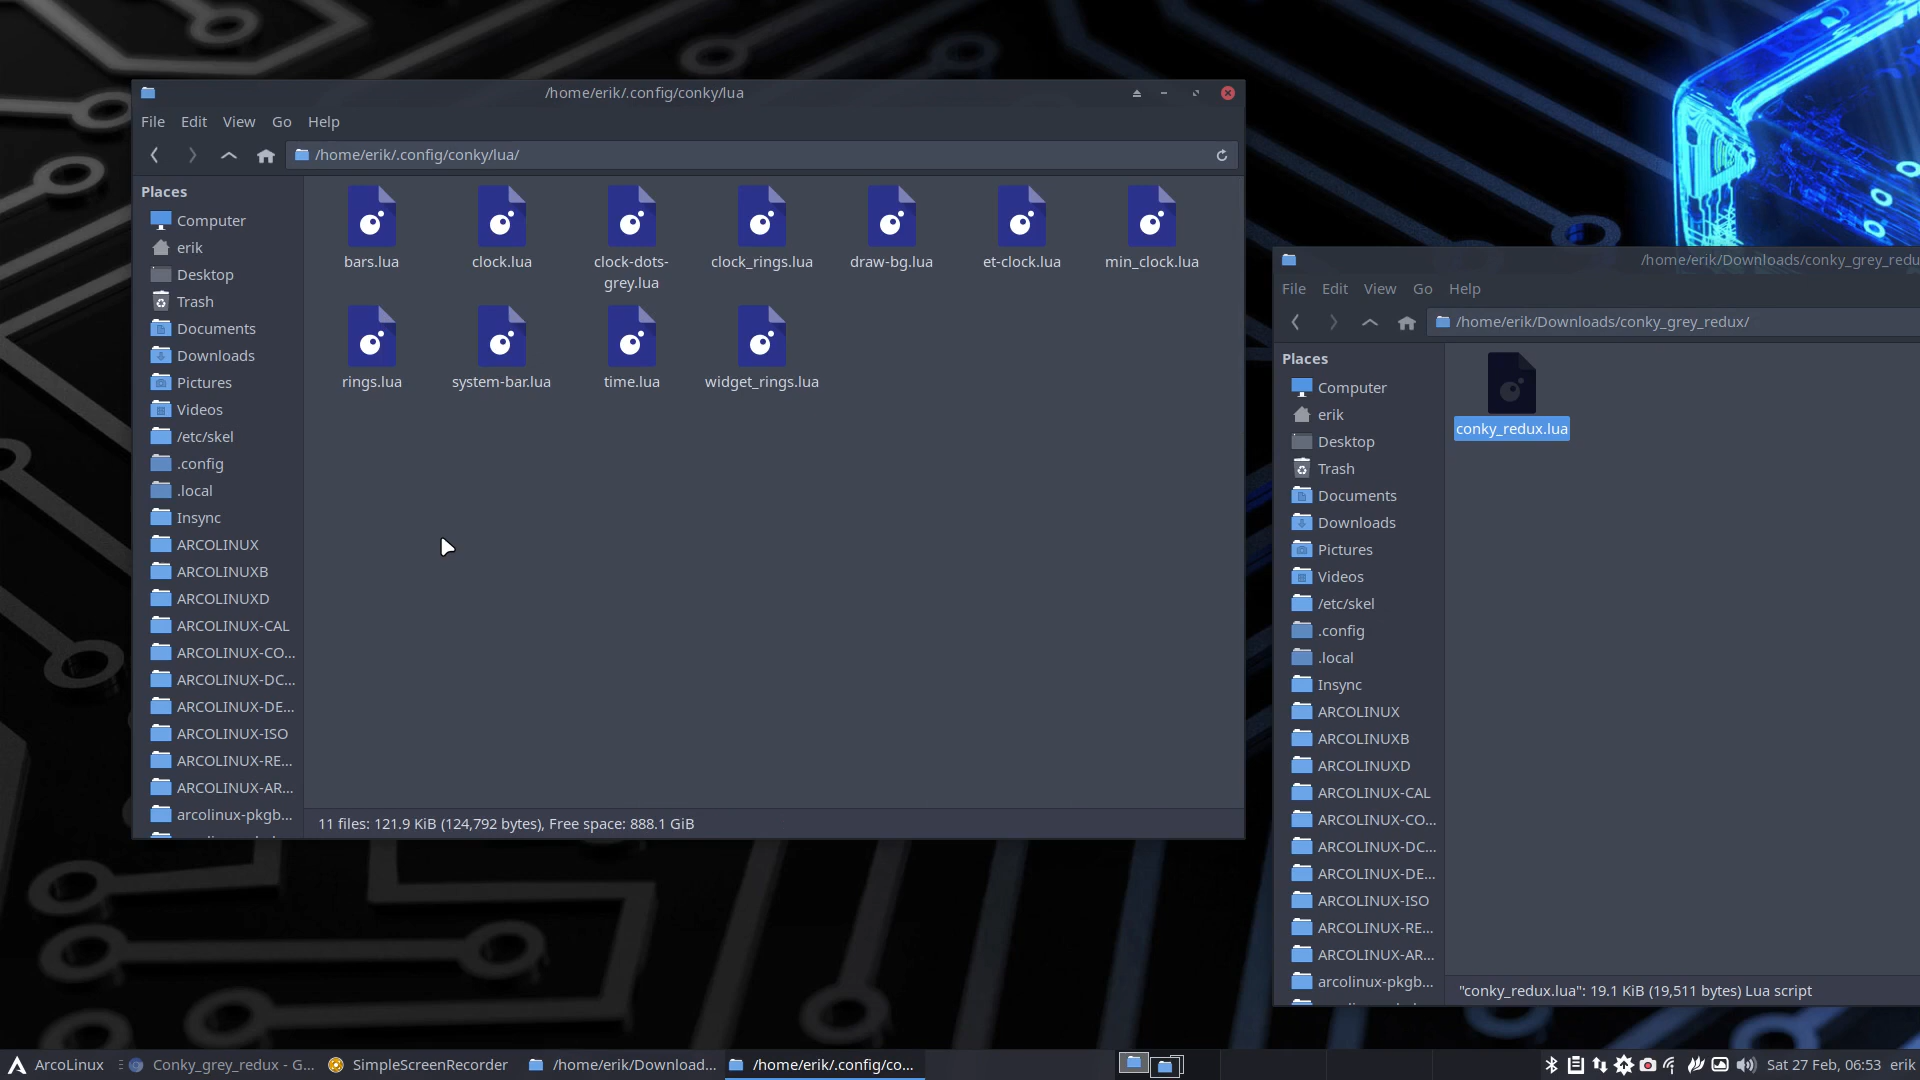 /home/erik/.config/conky/lua
File Edit View Go Help
/home/erik/.config/conky/lua/
Places
Computer
erik
Desktop
Trash
Documents
Downloads
Pictures
Videos
/etc/skel
.config
.local
Insync
ARCOLINUX
ARCOLINUXB
ARCOLINUXD
ARCOLINUX-CAL
ARCOLINUX-CO...
ARCOLINUX-DC...
ARCOLINUX-DE...
ARCOLINUX-ISO
ARCOLINUX-RE...
ARCOLINUX-AR...
arcolinux-pkgb...
bars.lua
clock.lua
clock-dots-
grey.lua
clock_rings.lua
draw-bg.lua
et-clock.lua
min_clock.lua
rings.lua
system-bar.lua
time.lua
widget_rings.lua
11 files: 121.9 KiB (124,792 bytes), Free space: 888.1 GiB
/home/erik/Downloads/conky_grey_redu
File Edit View Go Help
/home/erik/Downloads/conky_grey_redux/
Places
Computer
erik
Desktop
Trash
Documents
Downloads
Pictures
Videos
/etc/skel
.config
.local
Insync
ARCOLINUX
ARCOLINUXB
ARCOLINUXD
ARCOLINUX-CAL
ARCOLINUX-CO...
ARCOLINUX-DC...
ARCOLINUX-DE...
ARCOLINUX-ISO
ARCOLINUX-RE...
ARCOLINUX-AR...
arcolinux-pkgb...
conky_redux.lua
"conky_redux.lua": 19.1 KiB (19,511 bytes) Lua script
ArcoLinux
Conky_grey_redux - G...
SimpleScreenRecorder
/home/erik/Download...
/home/erik/.config/co...
Sat 27 Feb, 06:53
erik